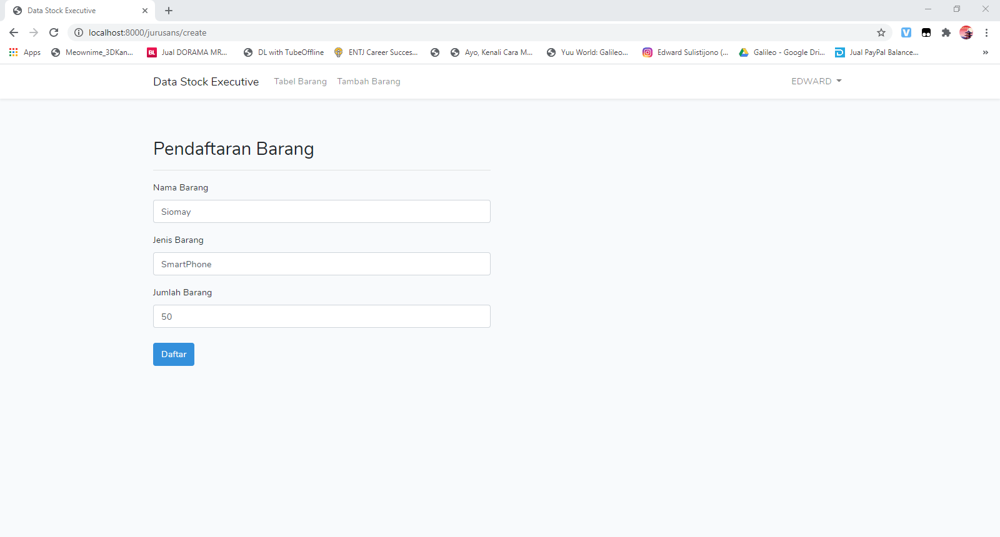 Data Stock Executive
localhost:8000/jurusans/create
Apps Meownime_3DKan... BL Jual DORAMA MR... DL with TubeOffline ENTJ Career Succes... Ayo, Kenali Cara M... Yuu World: Galileo... Edward Sulistijono (... Galileo - Google Dri... Jual PayPal Balance... »
Data Stock Executive Tabel Barang Tambah Barang EDWARD
Pendaftaran Barang
Nama Barang
Siomay
Jenis Barang
SmartPhone
Jumlah Barang
50
Daftar